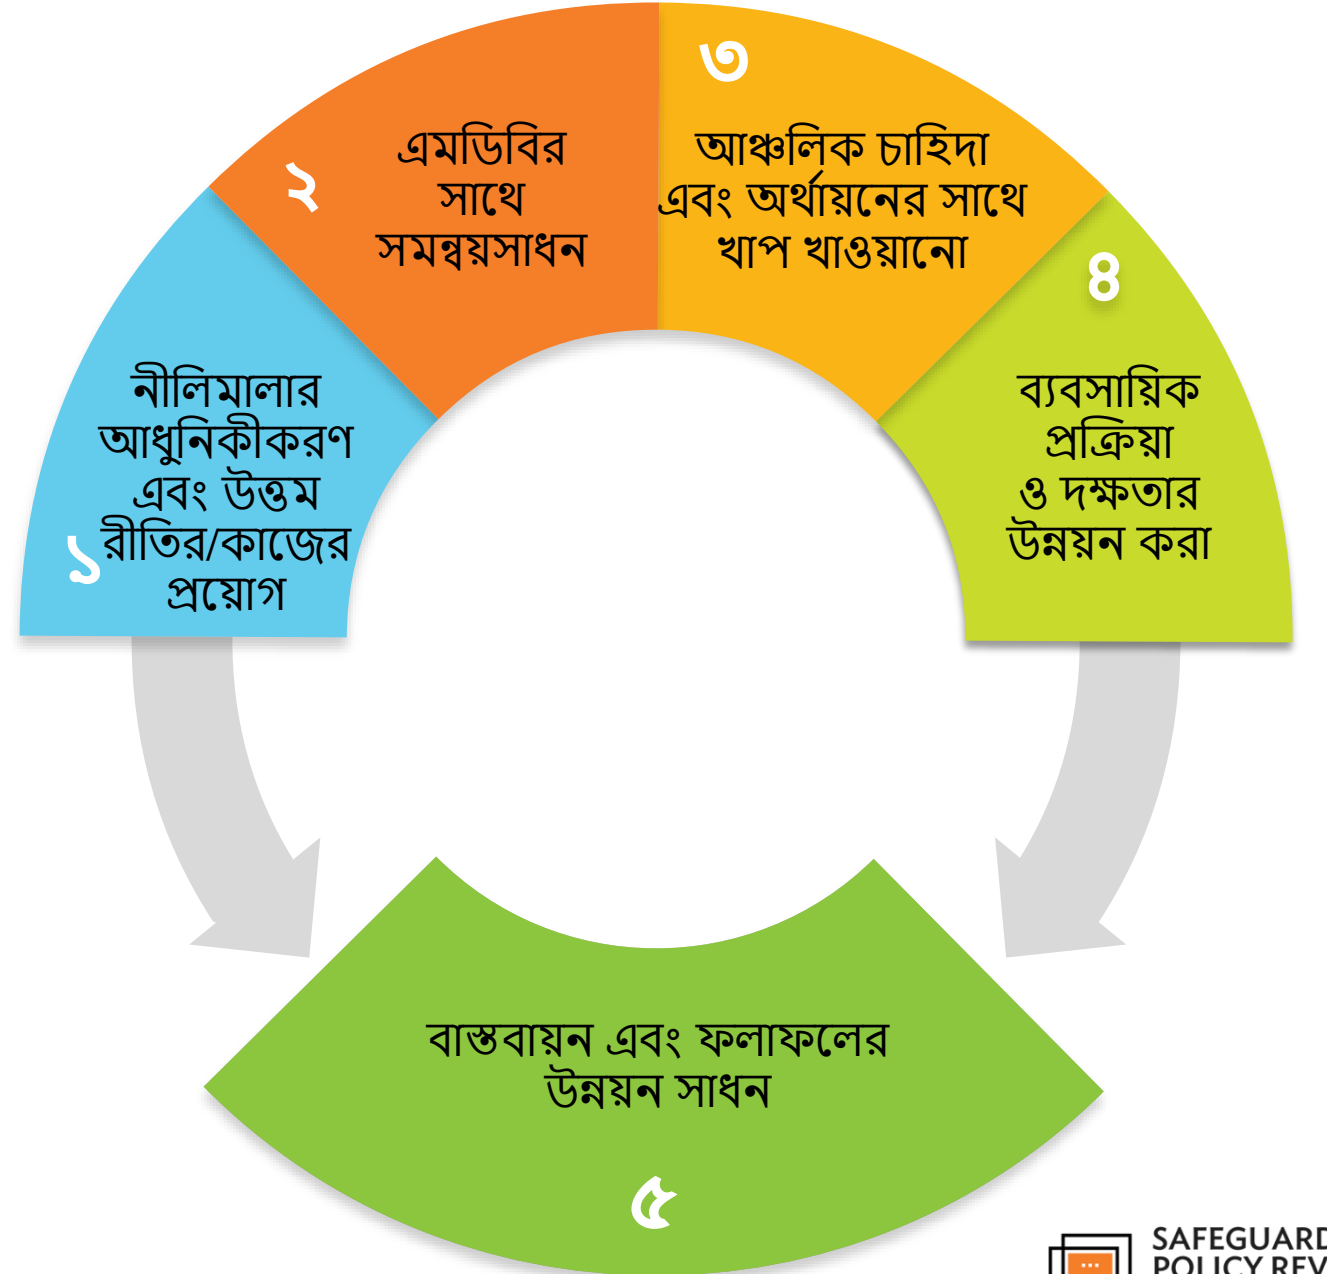 ১
নীলিমালার
আধুনিকীকরণ
এবং উত্তম
রীতির/কাজের
প্রয়োগ
২
এমডিবির
সাথে
সমন্বয়সাধন
৩
আঞ্চলিক চাহিদা
এবং অর্থায়নের সাথে
খাপ খাওয়ানো
৪
ব্যবসায়িক
প্রক্রিয়া
ও দক্ষতার
উন্নয়ন করা
বাস্তবায়ন এবং ফলাফলের
উন্নয়ন সাধন
৫
SAFEGUARD
POLICY REV